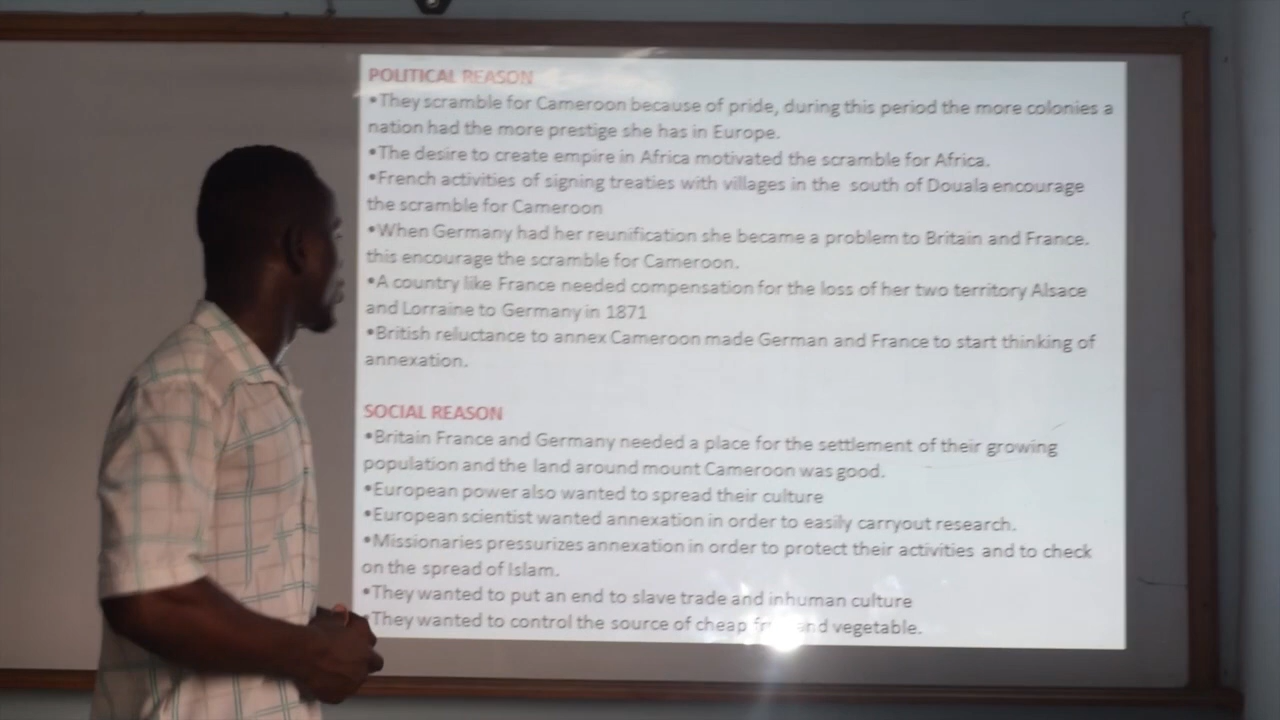 POLITICAL REASON
•They scramble for Cameroon because of pride, during this period the more colonies a
nation had the more prestige she has in Europe.
•The desire to create empire in Africa motivated the scramble for Africa.
•French activities of signing treaties with villages in the south of Douala encourage
the scramble for Cameroon
•When Germany had her reunification she became a problem to Britain and France.
this encourage the scramble for Cameroon.
•A country like France needed compensation for the loss of her two territory Alsace
and Lorraine to Germany in 1871
•British reluctance to annex Cameroon made German and France to start thinking of
annexation.
SOCIAL REASON
•Britain France and Germany needed a place for the settlement of their growing
population and the land around mount Cameroon was good.
•European power also wanted to spread their culture
•European scientist wanted annexation in order to easily carryout research.
•Missionaries pressurizes annexation in order to protect their activities and to check
on the spread of Islam.
•They wanted to put an end to slave trade and inhuman culture
•They wanted to control the source of cheap vegetable.